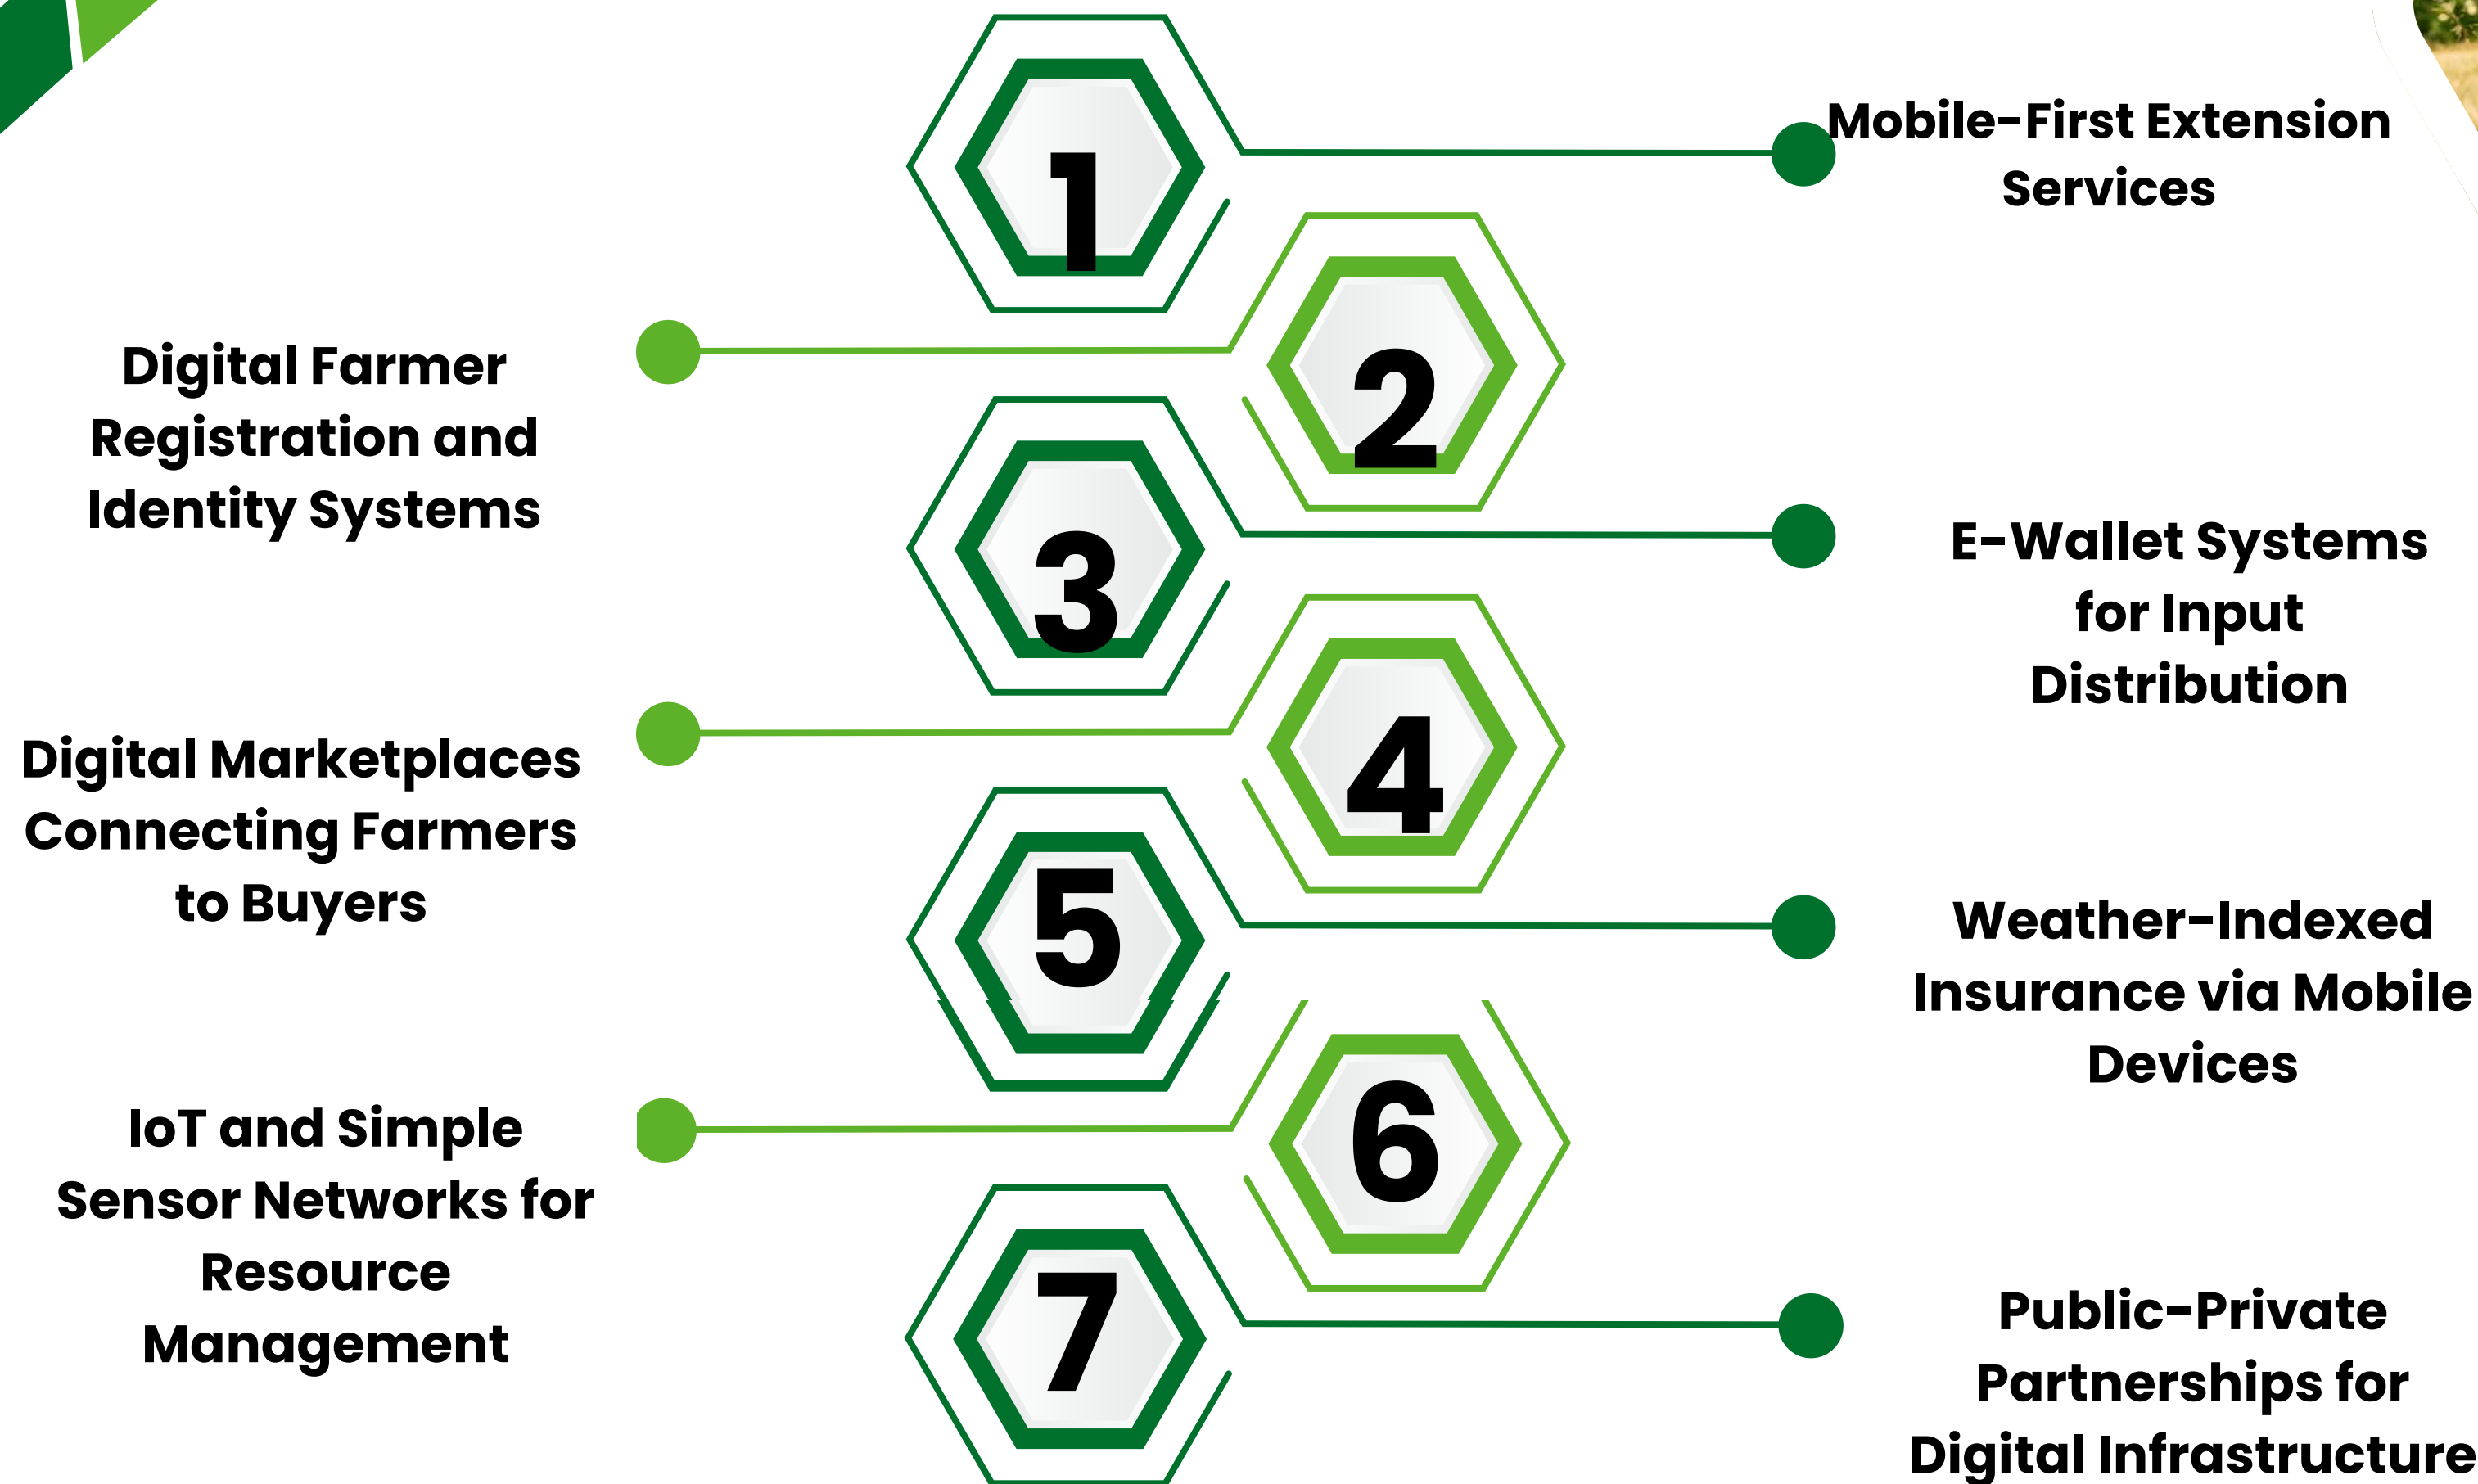 1
Mobile-First Extension
Services
2
Digital Farmer
Registration and
Identity Systems
3
E-Wallet Systems
for Input
Distribution
4
Digital Marketplaces
Connecting Farmers
to Buyers
5
Weather-Indexed
Insurance via Mobile
Devices
6
IoT and Simple
Sensor Networks for
Resource
Management
7
Public-Private
Partnerships for
Digital Infrastructure